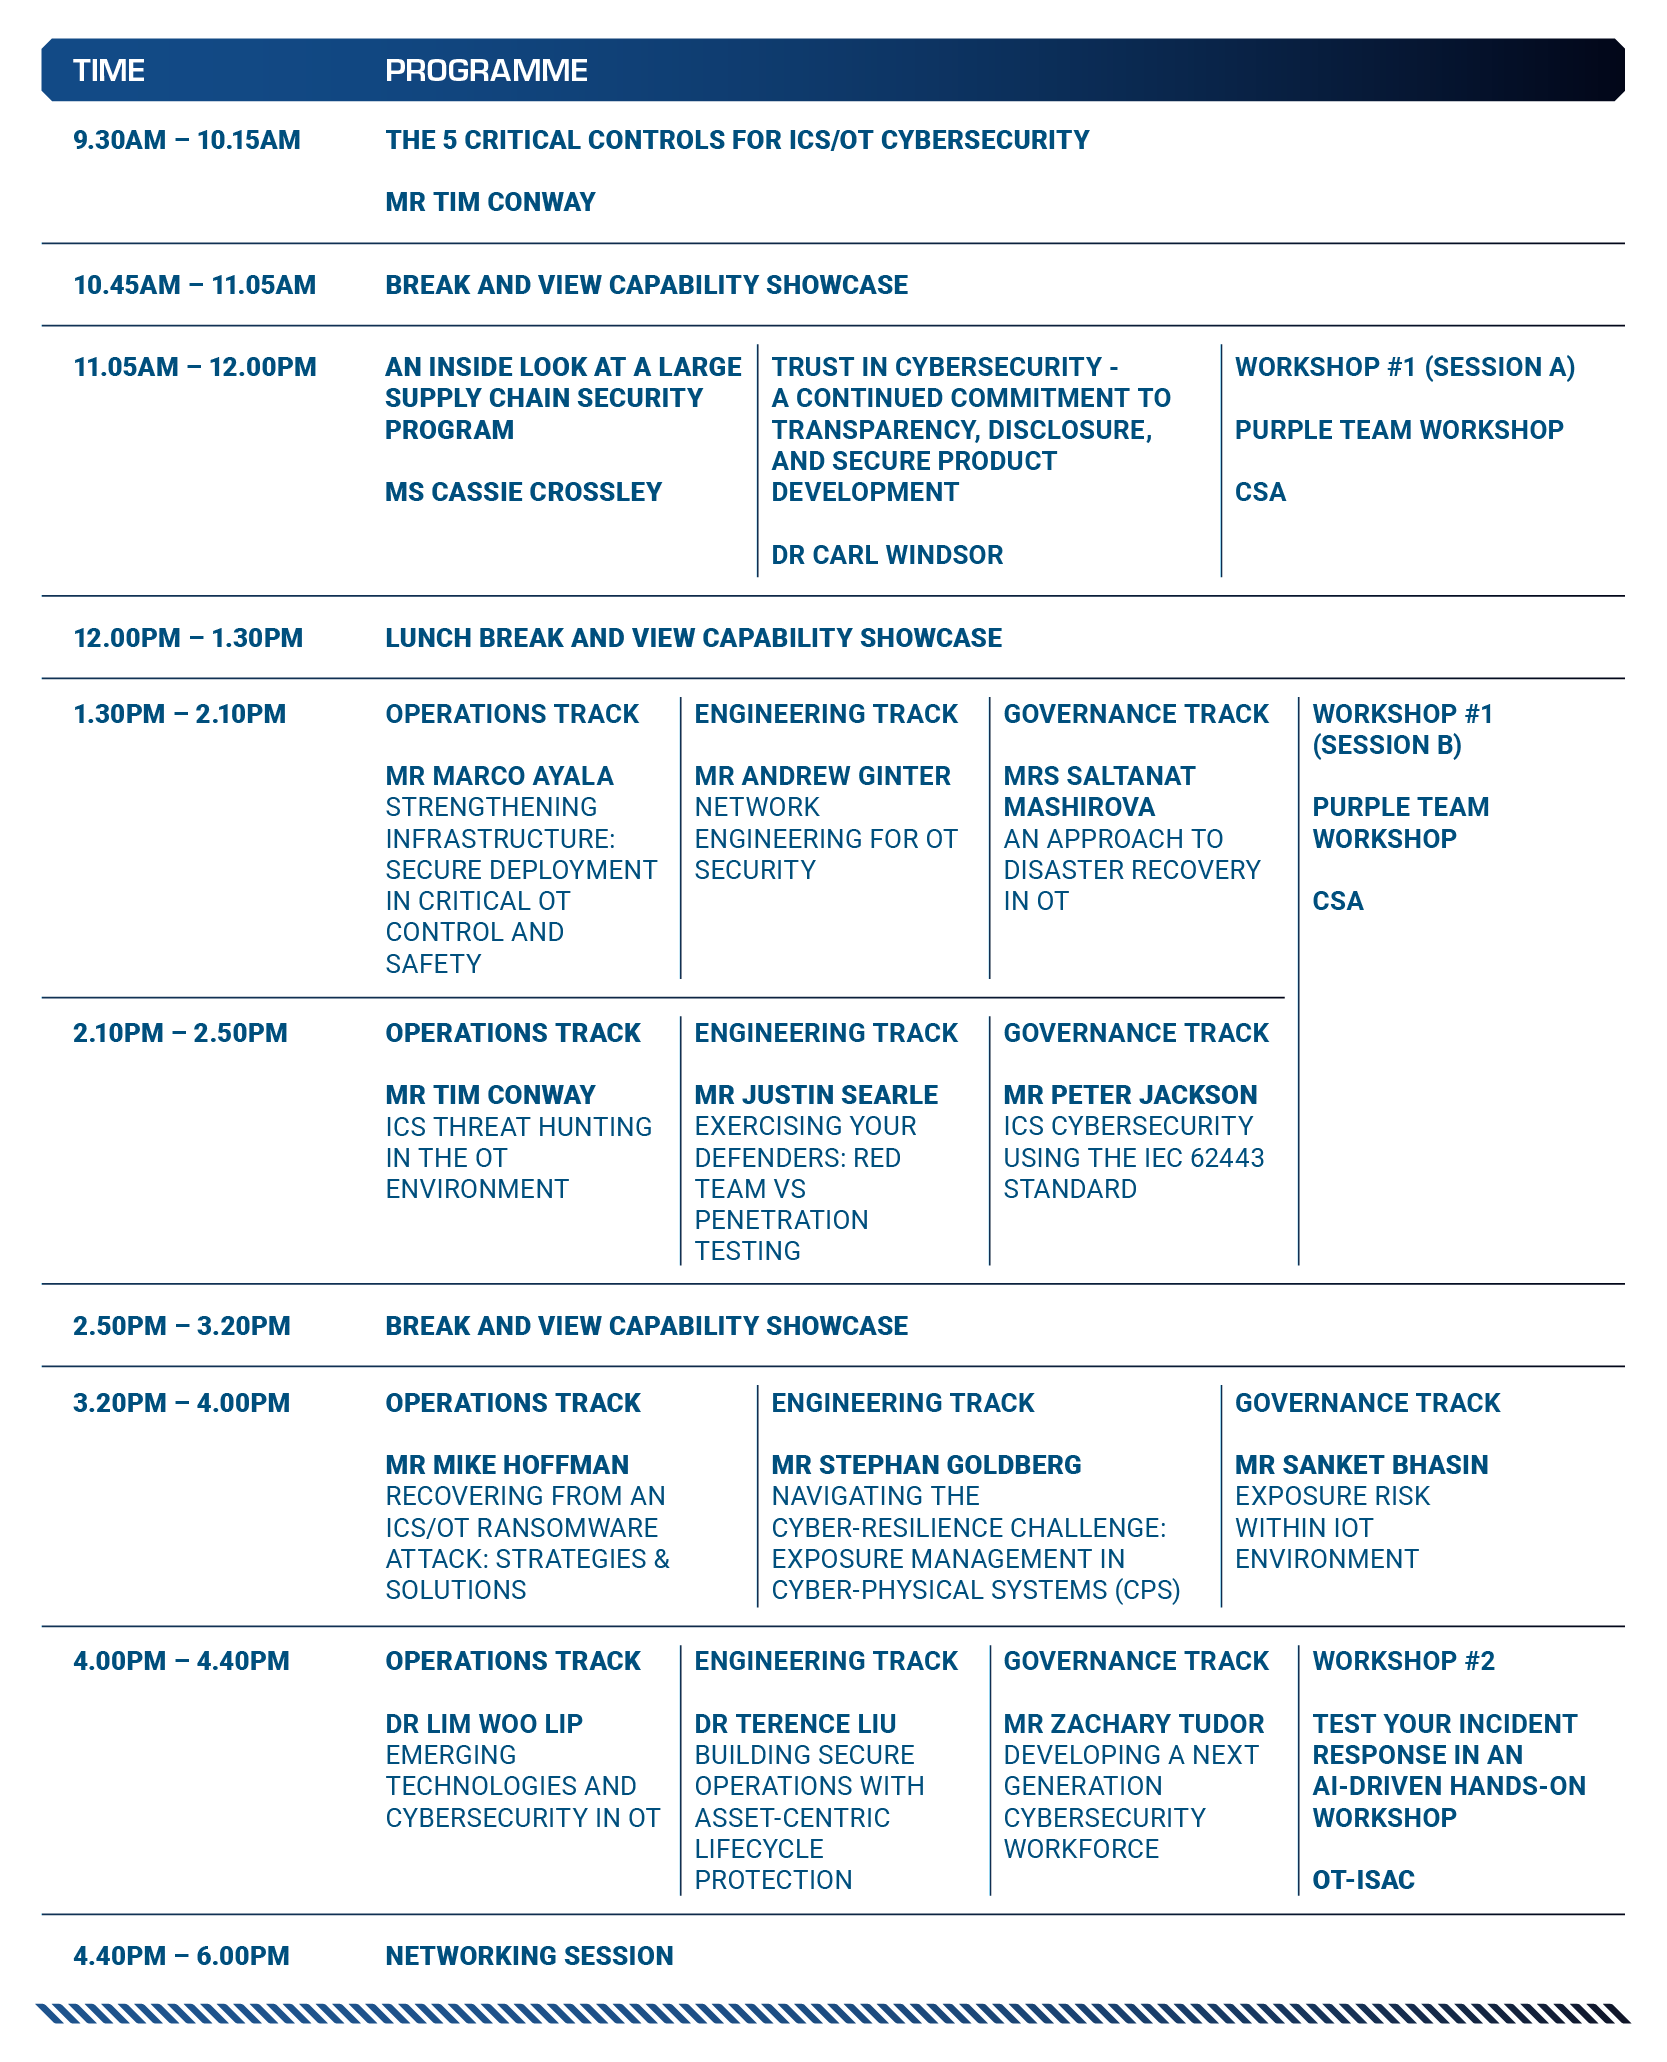 TIME
PROGRAMME
9.30AM – 10.15AM
THE 5 CRITICAL CONTROLS FOR ICS/OT CYBERSECURITY
MR TIM CONWAY
10.45AM – 11.05AM
BREAK AND VIEW CAPABILITY SHOWCASE
11.05AM – 12.00PM
AN INSIDE LOOK AT A LARGE
SUPPLY CHAIN SECURITY
PROGRAM
MS CASSIE CROSSLEY
TRUST IN CYBERSECURITY -
A CONTINUED COMMITMENT TO
TRANSPARENCY, DISCLOSURE,
AND SECURE PRODUCT
DEVELOPMENT
DR CARL WINDSOR
WORKSHOP #1 (SESSION A)
PURPLE TEAM WORKSHOP
CSA
12.00PM – 1.30PM
LUNCH BREAK AND VIEW CAPABILITY SHOWCASE
1.30PM – 2.10PM
OPERATIONS TRACK
MR MARCO AYALA
STRENGTHENING
INFRASTRUCTURE:
SECURE DEPLOYMENT
IN CRITICAL OT
CONTROL AND
SAFETY
ENGINEERING TRACK
MR ANDREW GINTER
NETWORK
ENGINEERING FOR OT
SECURITY
GOVERNANCE TRACK
MRS SALTANAT
MASHIROVA
AN APPROACH TO
DISASTER RECOVERY
IN OT
WORKSHOP #1
(SESSION B)
PURPLE TEAM
WORKSHOP
CSA
2.10PM – 2.50PM
OPERATIONS TRACK
MR TIM CONWAY
ICS THREAT HUNTING
IN THE OT
ENVIRONMENT
ENGINEERING TRACK
MR JUSTIN SEARLE
EXERCISING YOUR
DEFENDERS: RED
TEAM VS
PENETRATION
TESTING
GOVERNANCE TRACK
MR PETER JACKSON
ICS CYBERSECURITY
USING THE IEC 62443
STANDARD
2.50PM – 3.20PM
BREAK AND VIEW CAPABILITY SHOWCASE
3.20PM – 4.00PM
OPERATIONS TRACK
MR MIKE HOFFMAN
RECOVERING FROM AN
ICS/OT RANSOMWARE
ATTACK: STRATEGIES &
SOLUTIONS
ENGINEERING TRACK
MR STEPHAN GOLDBERG
NAVIGATING THE
CYBER-RESILIENCE CHALLENGE:
EXPOSURE MANAGEMENT IN
CYBER-PHYSICAL SYSTEMS (CPS)
GOVERNANCE TRACK
MR SANKET BHASIN
EXPOSURE RISK
WITHIN IOT
ENVIRONMENT
4.00PM – 4.40PM
OPERATIONS TRACK
DR LIM WOO LIP
EMERGING
TECHNOLOGIES AND
CYBERSECURITY IN OT
ENGINEERING TRACK
DR TERENCE LIU
BUILDING SECURE
OPERATIONS WITH
ASSET-CENTRIC
LIFECYCLE
PROTECTION
GOVERNANCE TRACK
MR ZACHARY TUDOR
DEVELOPING A NEXT
GENERATION
CYBERSECURITY
WORKFORCE
WORKSHOP #2
TEST YOUR INCIDENT
RESPONSE IN AN
AI-DRIVEN HANDS-ON
WORKSHOP
OT-ISAC
4.40PM – 6.00PM
NETWORKING SESSION